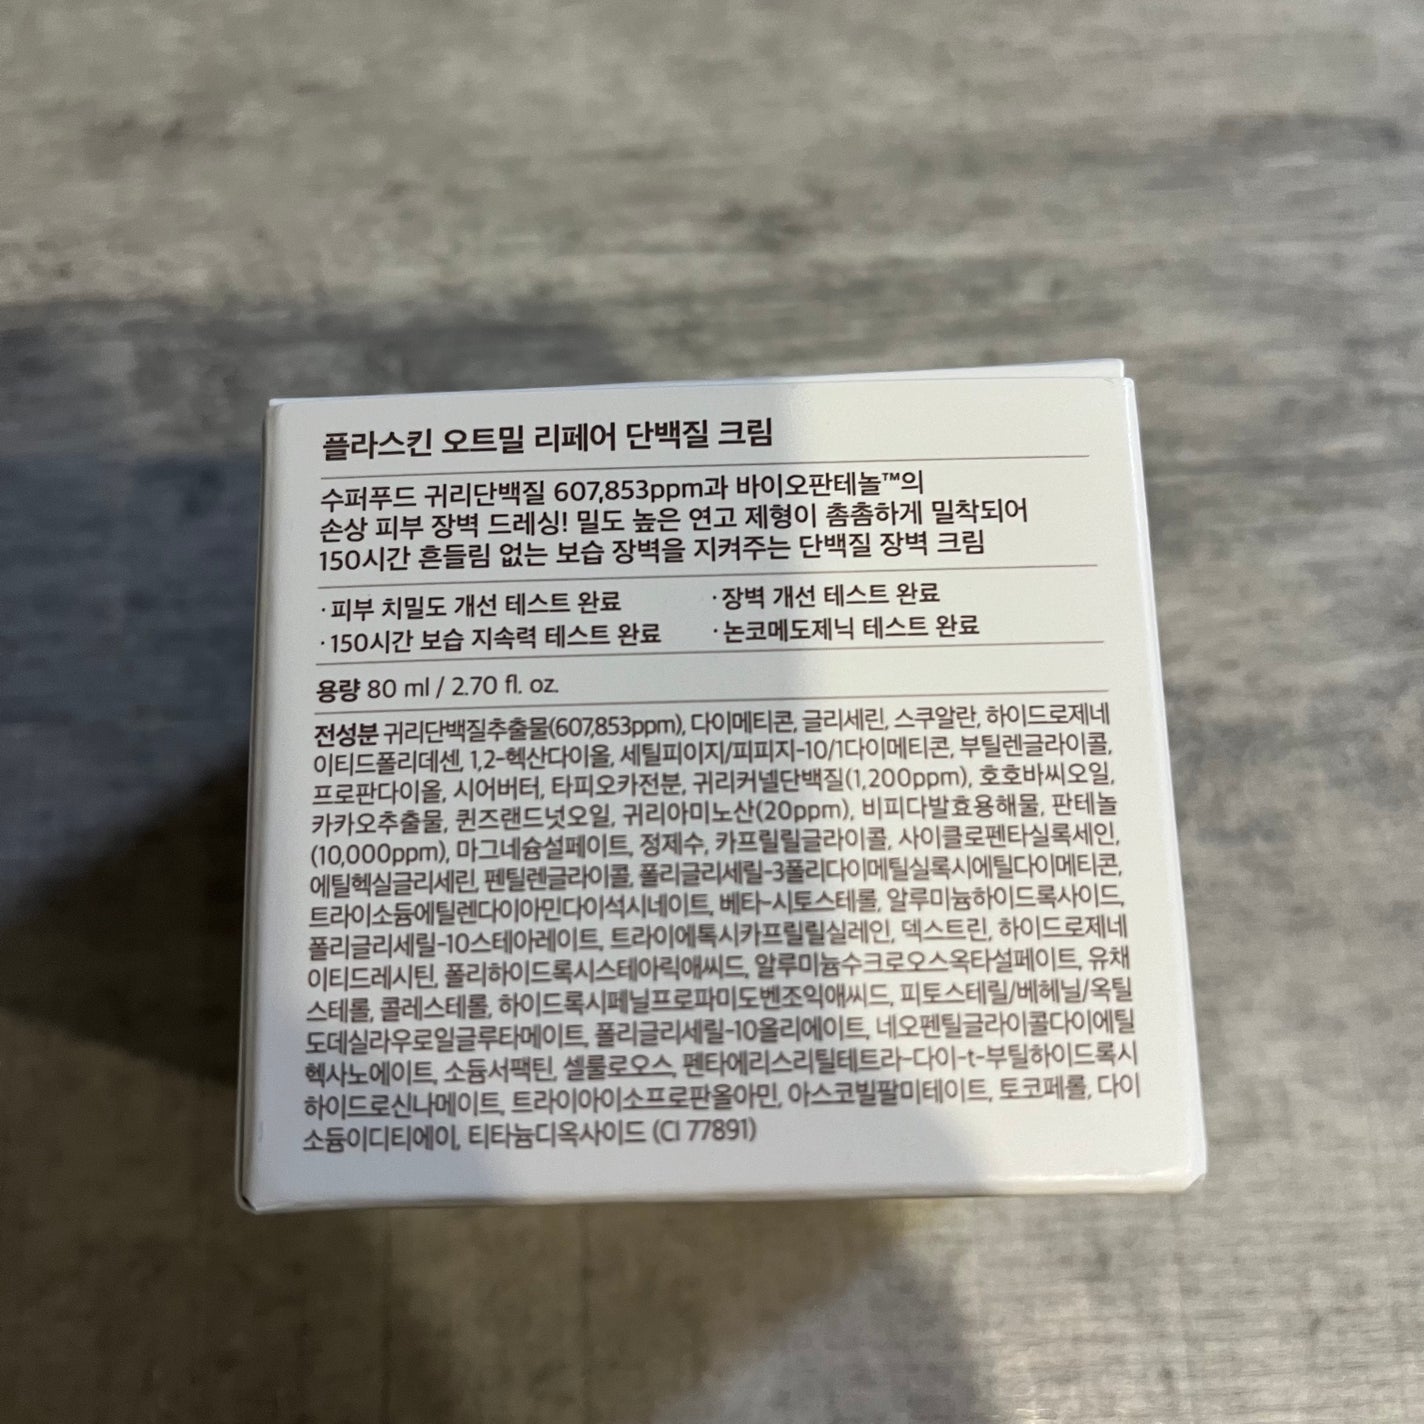 플라스킨 오트밀 리페어 단백질 크림
수퍼푸드 귀리단백질 607,853ppm과 바이오판테놀™의
손상 피부 장벽 드레싱! 밀도 높은 연고 제형이 촘촘하게 밀착되어
150시간 흔들림 없는 보습 장벽을 지켜주는 단백질 장벽 크림
·피부 치밀도 개선 테스트 완료
·장벽 개선 테스트 완료
·150시간 보습 지속력 테스트 완료
·논코메도제닉 테스트 완료
용량 80 ml / 2.70 fl. oz.
전성분 귀리단백질추출물(607,853ppm), 다이메티콘, 글리세린, 스쿠알란, 하이드로제네
이티드폴리데센, 1,2-헥산다이올, 세틸피이지/피피지-10/1다이메티콘, 부틸렌글라이콜,
프로판다이올, 시어버터, 타피오카전분, 귀리커넬단백질(1,200ppm), 호호바씨오일,
카카오추출물, 퀸즈랜드넛오일, 귀리아미노산(20ppm), 비피다발효용해물, 판테놀
(10,000ppm), 마그네슘설페이트, 정제수, 카프릴릴글라이콜, 사이클로펜타실록세인,
에틸헥실글리세린, 펜틸렌글라이콜, 폴리글리세릴-3폴리다이메틸실록시에틸다이메티콘,
트라이소듐에틸렌다이아민다이석시네이트, 베타-시토스테롤, 알루미늄하이드록사이드,
폴리글리세릴-10스테아레이트, 트라이에톡시카프릴릴실레인, 덱스트린, 하이드로제네
이티드레시틴, 폴리하이드록시스테아릭애씨드, 알루미늄수크로오스옥타설페이트, 유채
스테롤, 콜레스테롤, 하이드록시페닐프로파미도벤조익애씨드, 피토스테릴/베헤닐/옥틸
도데실라우로일글루타메이트, 폴리글리세릴-10올리에이트, 네오펜틸글라이콜다이에틸
헥사노에이트, 소듐서팩틴, 셀룰로오스, 펜타에리스리틸테트라-다이-t-부틸하이드록시
하이드로신나메이트, 트라이아이소프로판올아민, 아스코빌팔미테이트, 토코페롤, 다이
소듐이디티에이, 티타늄디옥사이드 (CI 77891)